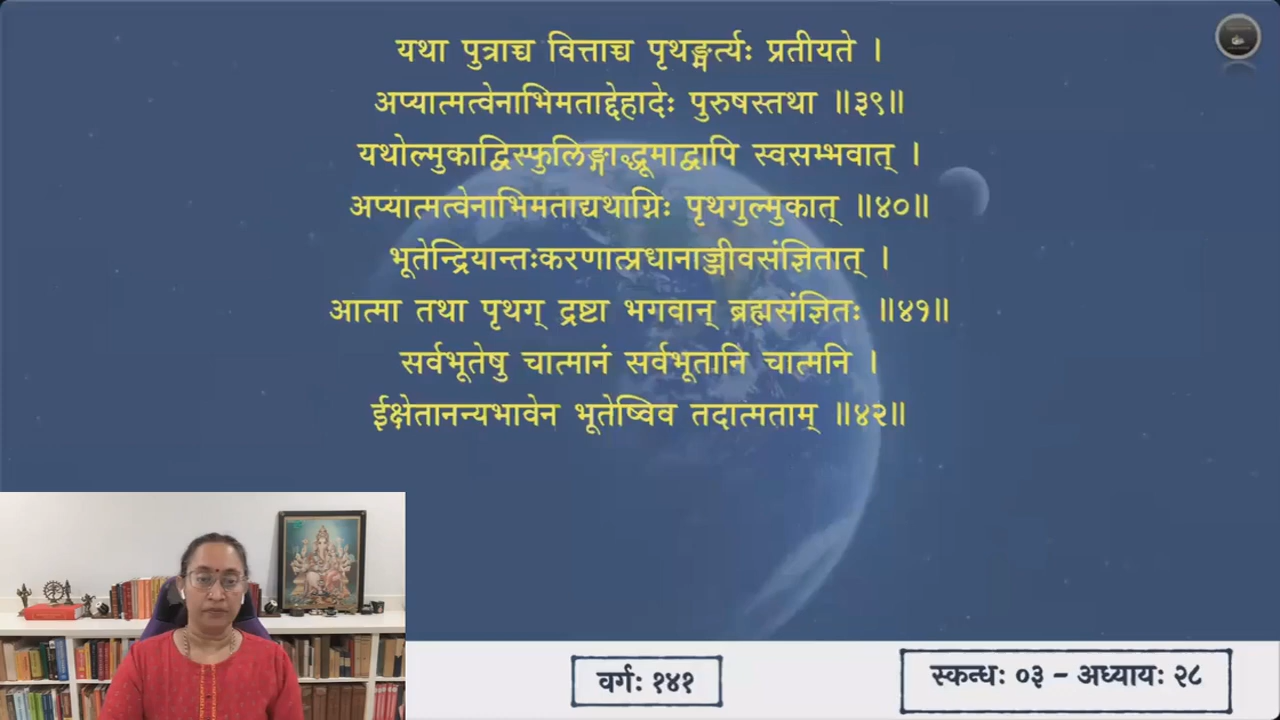 यथा पुत्राच्च वित्ताच्च पृथङ्मर्त्यः प्रतीयते ।
अप्यात्मत्वेनाभिमताद्देहादेः पुरुषस्तथा ॥३९॥
यथोल्मुकाद्विस्फुलिङ्गाद्धूमाद्वापि स्वसम्भवात् ।
अप्यात्मत्वेनाभिमताद्यथाग्निः पृथगुल्मुकात् ॥४०॥
भूतेन्द्रियान्तःकरणात्प्रधानाज्जीवसंज्ञितात् ।
आत्मा तथा पृथग् द्रष्टा भगवान् ब्रह्मसंज्ञितः ॥४१॥
सर्वभूतेषु चात्मानं सर्वभूतानि चात्मनि ।
ईक्षेतानन्यभावेन भूतेष्विव तदात्मताम् ॥४२॥
वर्गः १४१
स्कन्धः ०३ – अध्यायः २८